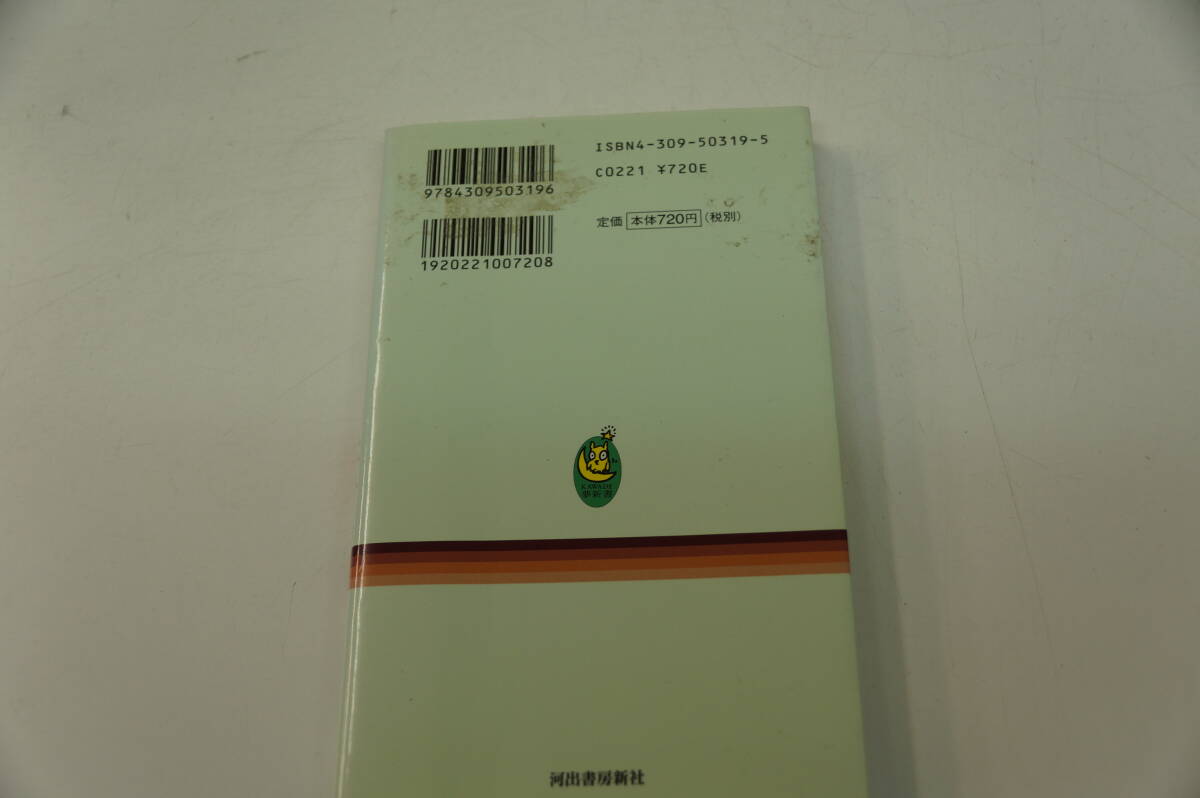 9784309503196
1920221007208
ISBN4-309-50319-5
C0221 ¥720E
定価 本体720円 (税別)
KAWADE
夢新書
河出書房新社